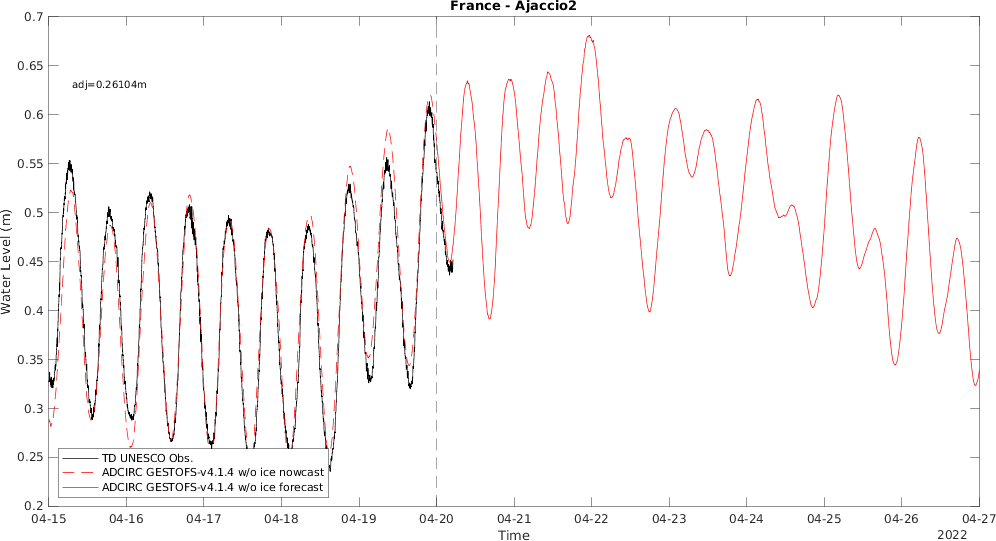 France - Ajaccio2
0.7
0.65
0.6
0.55
0.5
0.45
0.4
0.35
0.3
0.25
0.2
Water Level (m)
adj=0.26104m
TD UNESCO Obs.
ADCIRC GESTOFS-v4.1.4 w/o ice nowcast
ADCIRC GESTOFS-v4.1.4 w/o ice forecast
04-15 04-16 04-17 04-18 04-19 04-20 04-21 04-22 04-23 04-24 04-25 04-26 04-27
Time
2022